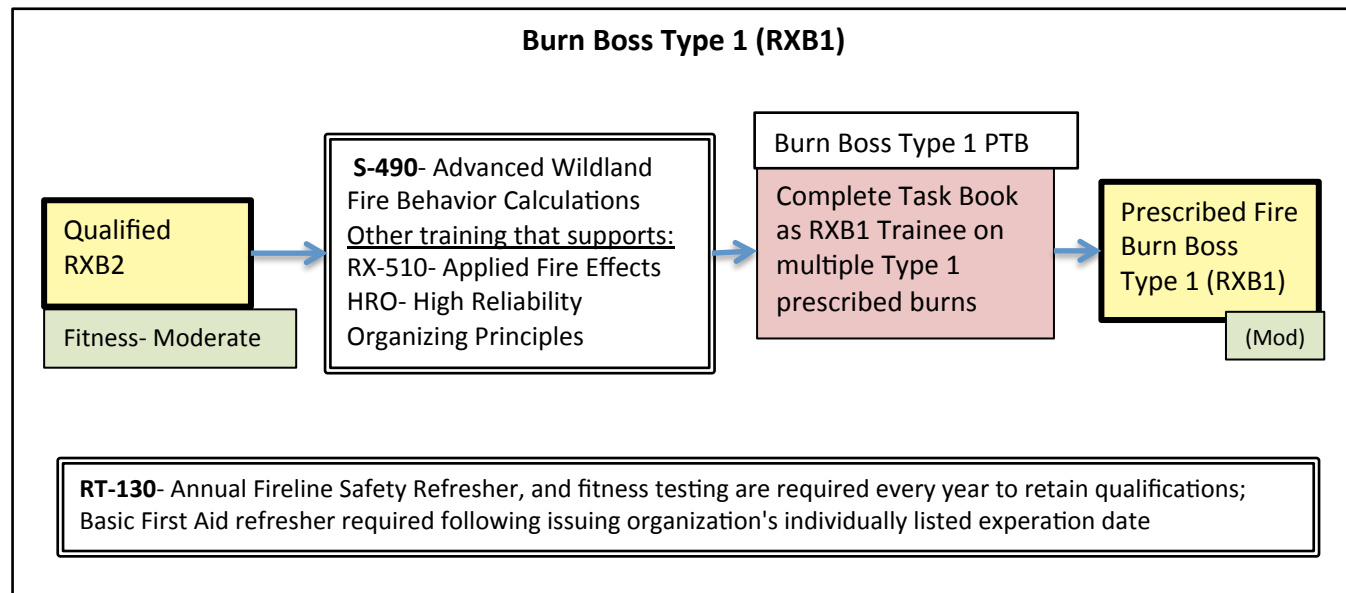 Burn Boss Type 1 (RXB1)
Qualified
RXB2
Fitness- Moderate
S-490- Advanced Wildland
Fire Behavior Calculations
Other training that supports:
RX-510- Applied Fire Effects
HRO- High Reliability
Organizing Principles
Burn Boss Type 1 PTB
Complete Task Book
as RXB1 Trainee on
multiple Type 1
prescribed burns
Prescribed Fire
Burn Boss
Type 1 (RXB1)
(Mod)
RT-130- Annual Fireline Safety Refresher, and fitness testing are required every year to retain qualifications;
Basic First Aid refresher required following issuing organization's individually listed experation date